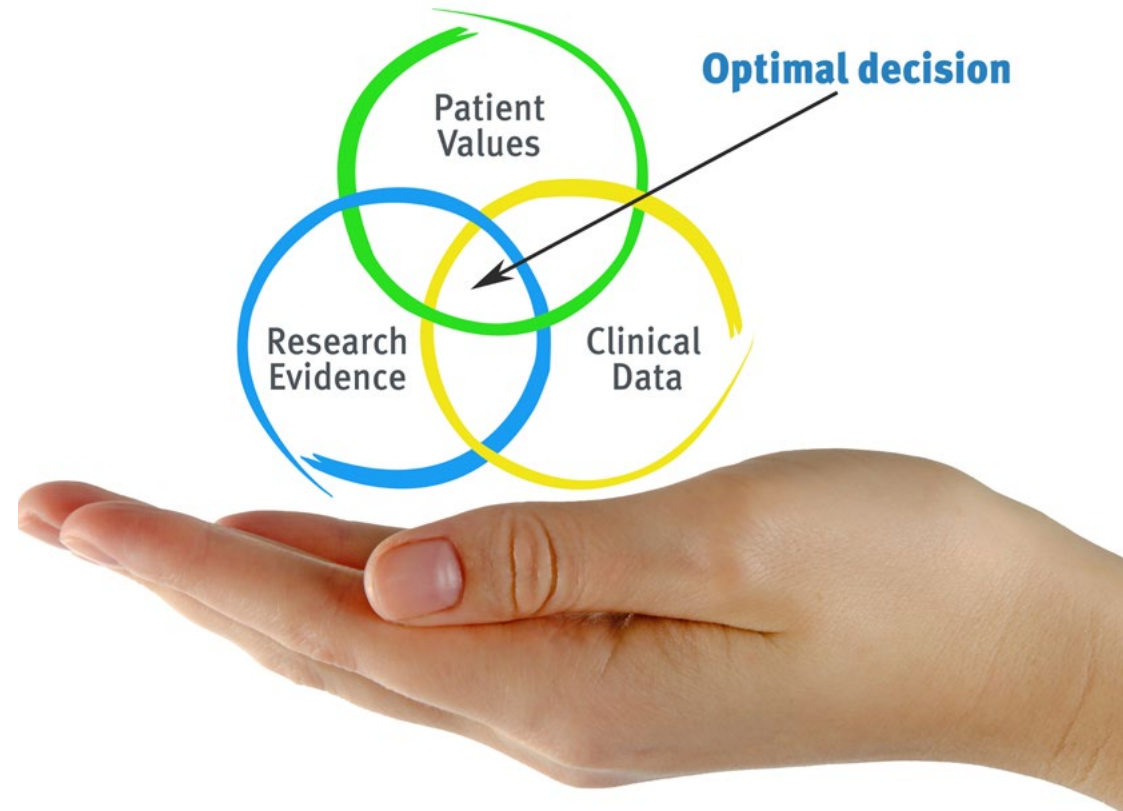 Optimal decision
Patient
Values
Research
Evidence
Clinical
Data